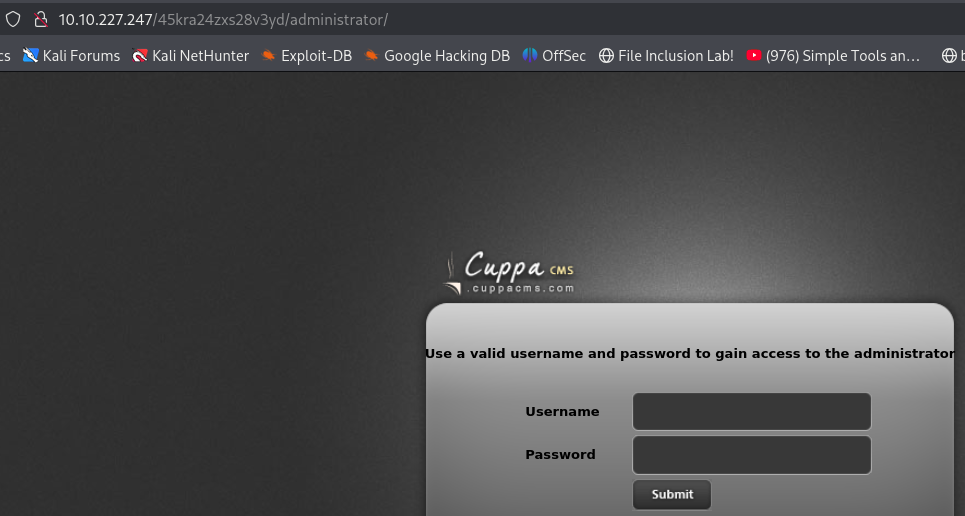 10.10.227.247/45kra24zxs28v3yd/administrator/
cs Kali Forums Kali NetHunter Exploit-DB Google Hacking DB OffSec File Inclusion Lab! (976) Simple Tools an… b
Cuppa CMS
.cuppacms.com
Use a valid username and password to gain access to the administrator
Username
Password
Submit